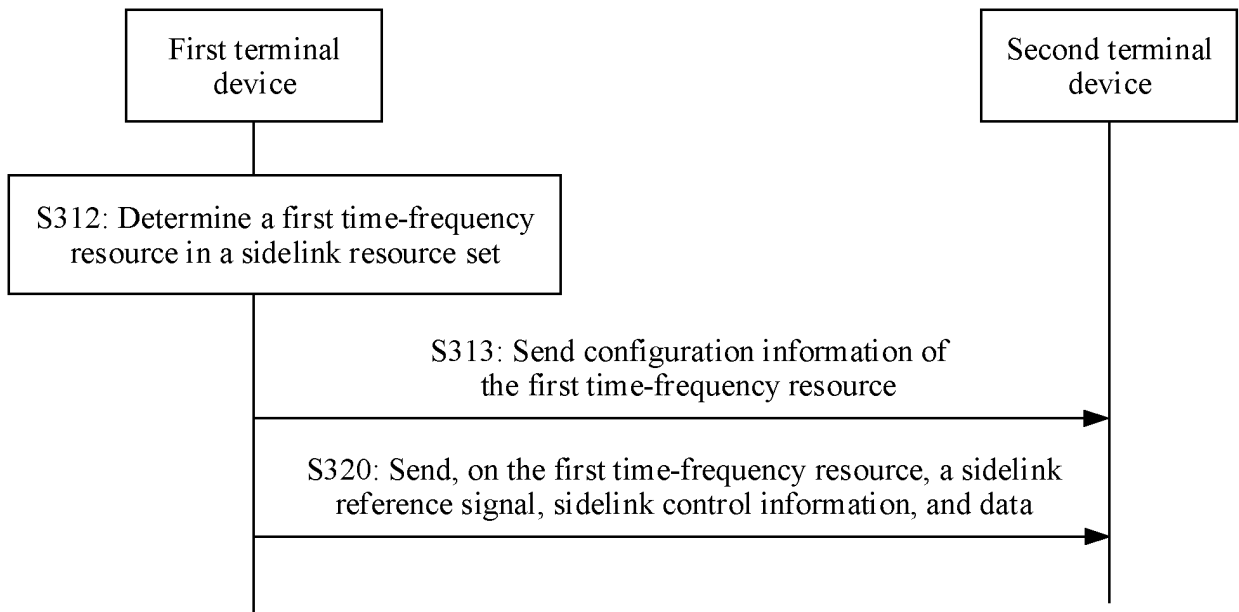 First terminal
device
Second terminal
device
S312: Determine a first time-frequency
resource in a sidelink resource set
S313: Send configuration information of
the first time-frequency resource
S320: Send, on the first time-frequency resource, a sidelink
reference signal, sidelink control information, and data